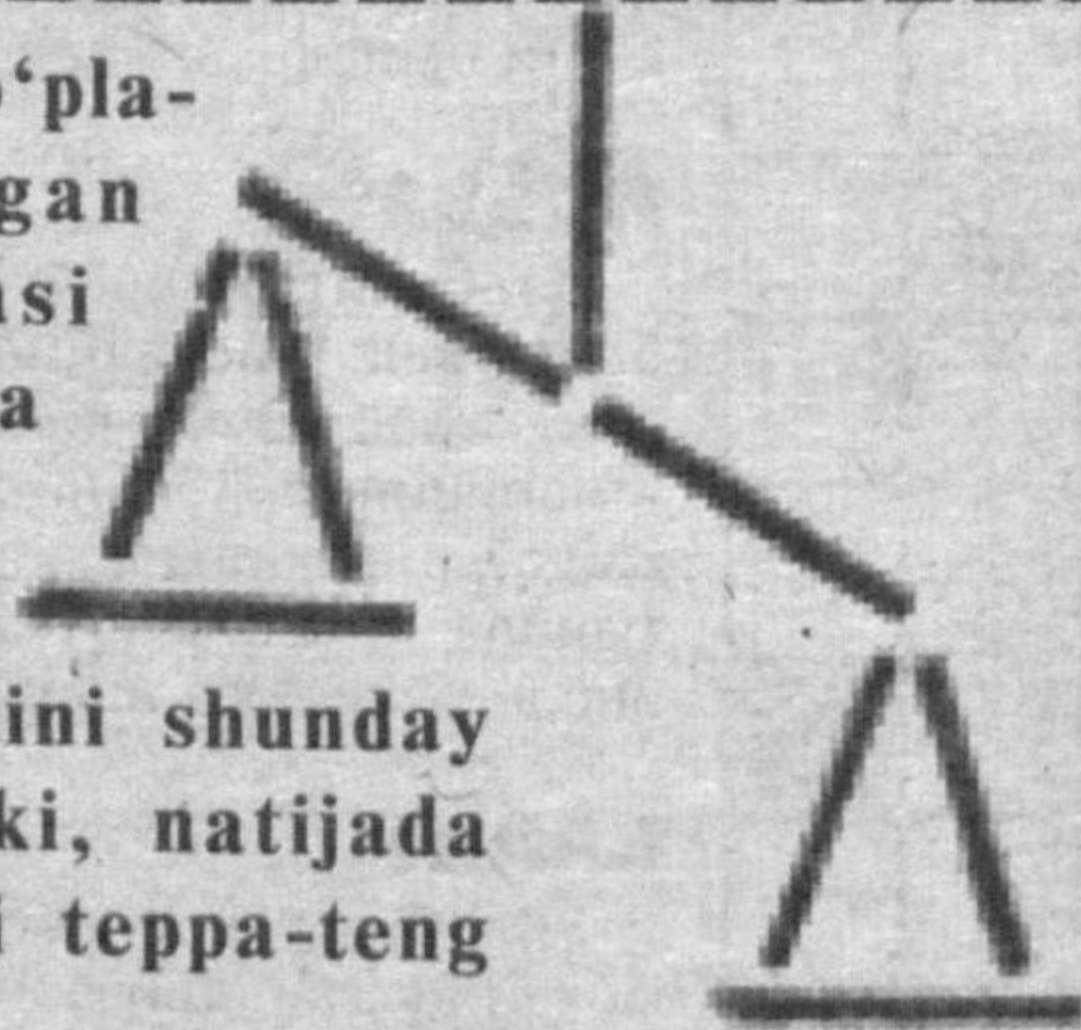 ‘pla-
gan
si
a
ini shunday
ki, natijada
i teppa-teng